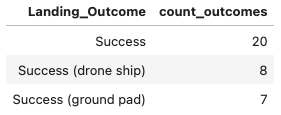 Landing_Outcome count_outcomes
Success 20
Success (drone ship) 8
Success (ground pad) 7